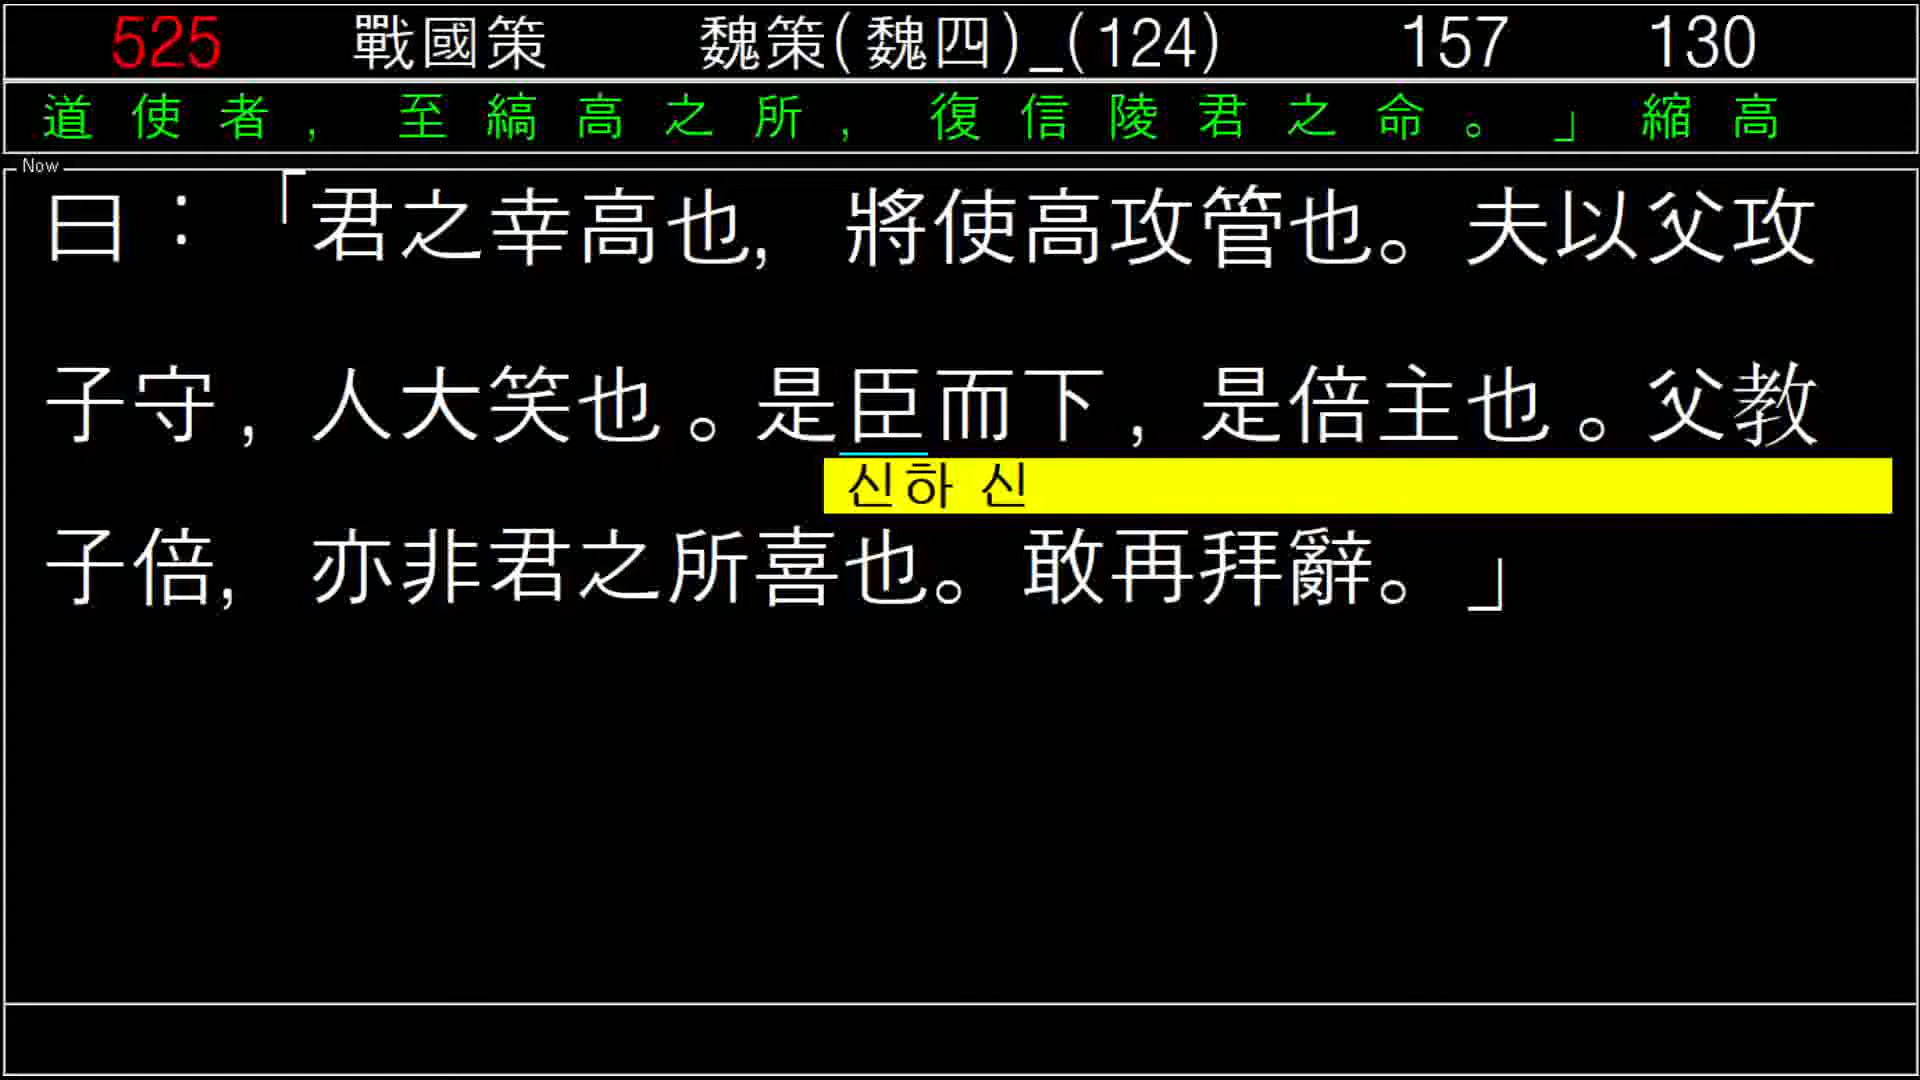 525 戰國策 魏策(魏四)_(124) 157 130
道使者, 至縞高之所, 復信陵君之命。」縮高
Now
曰：「君之幸高也, 將使高攻管也。夫以父攻
子守, 人大笑也。是臣而下, 是倍主也。父教
신하 신
子倍, 亦非君之所喜也。敢再拜辭。」